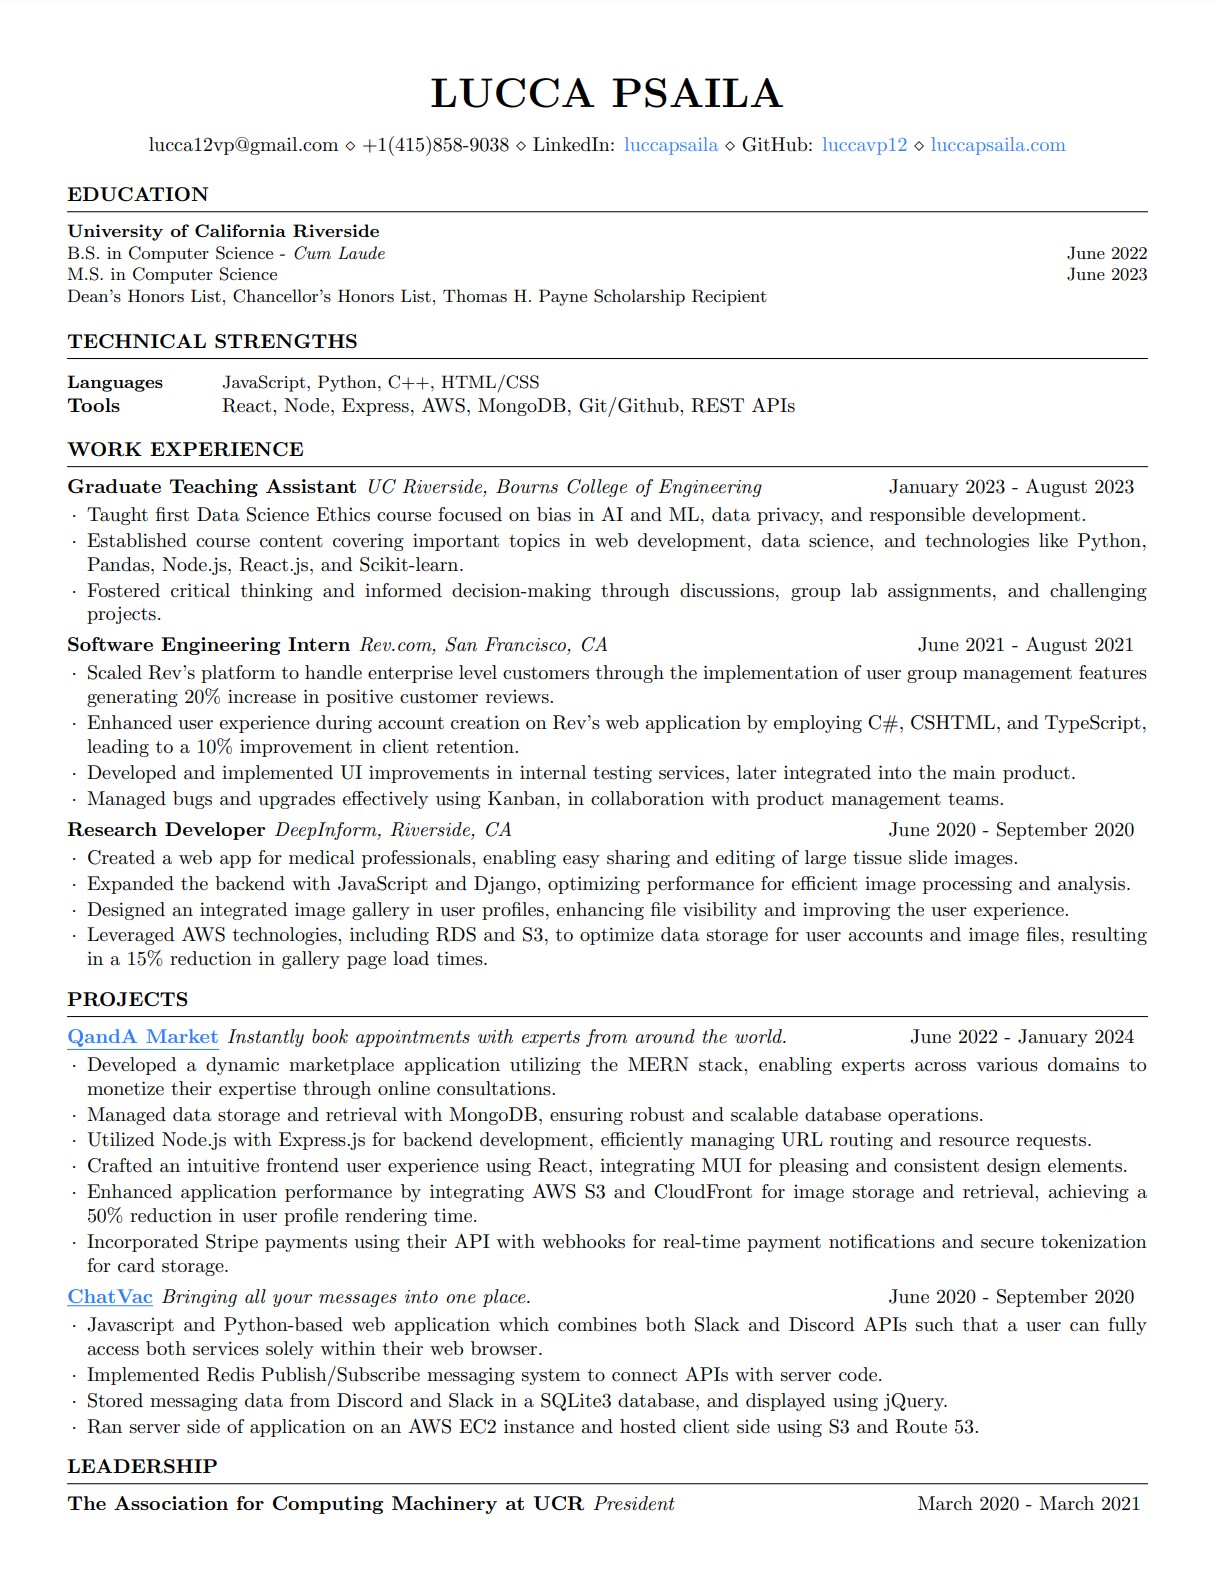 LUCCA PSAILA
lucca12vp@gmail.com ⋄ +1(415)858-9038 ⋄ LinkedIn: luccapsaila ⋄ GitHub: luccavp12 ⋄ luccapsaila.com
EDUCATION
University of California Riverside
B.S. in Computer Science - Cum Laude June 2022
M.S. in Computer Science June 2023
Dean's Honors List, Chancellor's Honors List, Thomas H. Payne Scholarship Recipient
TECHNICAL STRENGTHS
Languages JavaScript, Python, C++, HTML/CSS
Tools React, Node, Express, AWS, MongoDB, Git/Github, REST APIs
WORK EXPERIENCE
Graduate Teaching Assistant UC Riverside, Bourns College of Engineering January 2023 - August 2023
· Taught first Data Science Ethics course focused on bias in AI and ML, data privacy, and responsible development.
· Established course content covering important topics in web development, data science, and technologies like Python,
Pandas, Node.js, React.js, and Scikit-learn.
· Fostered critical thinking and informed decision-making through discussions, group lab assignments, and challenging
projects.
Software Engineering Intern Rev.com, San Francisco, CA June 2021 - August 2021
· Scaled Rev's platform to handle enterprise level customers through the implementation of user group management features
generating 20% increase in positive customer reviews.
· Enhanced user experience during account creation on Rev's web application by employing C#, CSHTML, and TypeScript,
leading to a 10% improvement in client retention.
· Developed and implemented UI improvements in internal testing services, later integrated into the main product.
· Managed bugs and upgrades effectively using Kanban, in collaboration with product management teams.
Research Developer DeepInform, Riverside, CA June 2020 - September 2020
· Created a web app for medical professionals, enabling easy sharing and editing of large tissue slide images.
· Expanded the backend with JavaScript and Django, optimizing performance for efficient image processing and analysis.
· Designed an integrated image gallery in user profiles, enhancing file visibility and improving the user experience.
· Leveraged AWS technologies, including RDS and S3, to optimize data storage for user accounts and image files, resulting
in a 15% reduction in gallery page load times.
PROJECTS
QandA Market Instantly book appointments with experts from around the world. June 2022 - January 2024
· Developed a dynamic marketplace application utilizing the MERN stack, enabling experts across various domains to
monetize their expertise through online consultations.
· Managed data storage and retrieval with MongoDB, ensuring robust and scalable database operations.
· Utilized Node.js with Express.js for backend development, efficiently managing URL routing and resource requests.
· Crafted an intuitive frontend user experience using React, integrating MUI for pleasing and consistent design elements.
· Enhanced application performance by integrating AWS S3 and CloudFront for image storage and retrieval, achieving a
50% reduction in user profile rendering time.
· Incorporated Stripe payments using their API with webhooks for real-time payment notifications and secure tokenization
for card storage.
ChatVac Bringing all your messages into one place. June 2020 - September 2020
· Javascript and Python-based web application which combines both Slack and Discord APIs such that a user can fully
access both services solely within their web browser.
· Implemented Redis Publish/Subscribe messaging system to connect APIs with server code.
· Stored messaging data from Discord and Slack in a SQLite3 database, and displayed using jQuery.
· Ran server side of application on an AWS EC2 instance and hosted client side using S3 and Route 53.
LEADERSHIP
The Association for Computing Machinery at UCR President March 2020 - March 2021